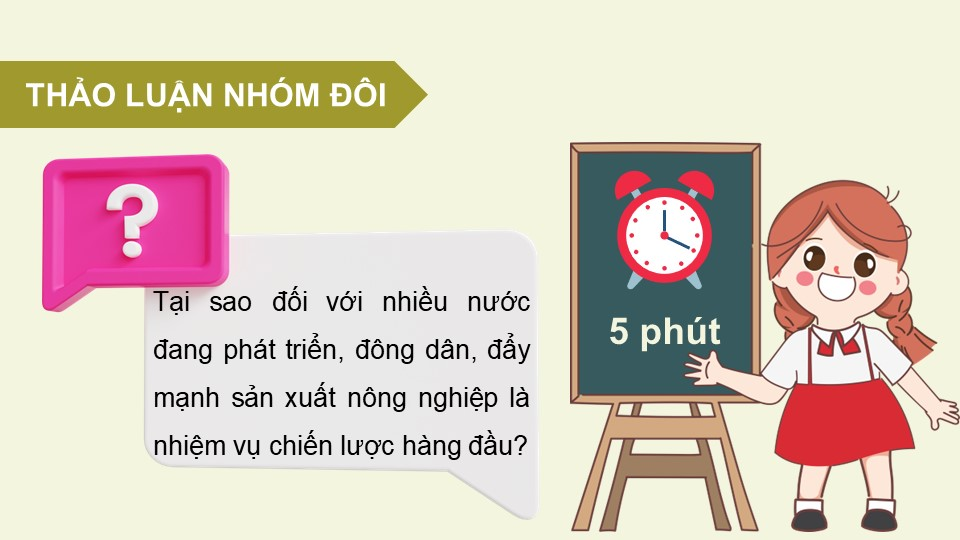 THẢO LUẬN NHÓM ĐÔI
?
Tại sao đối với nhiều nước
đang phát triển, đông dân, đẩy
mạnh sản xuất nông nghiệp là
nhiệm vụ chiến lược hàng đầu?
5 phút